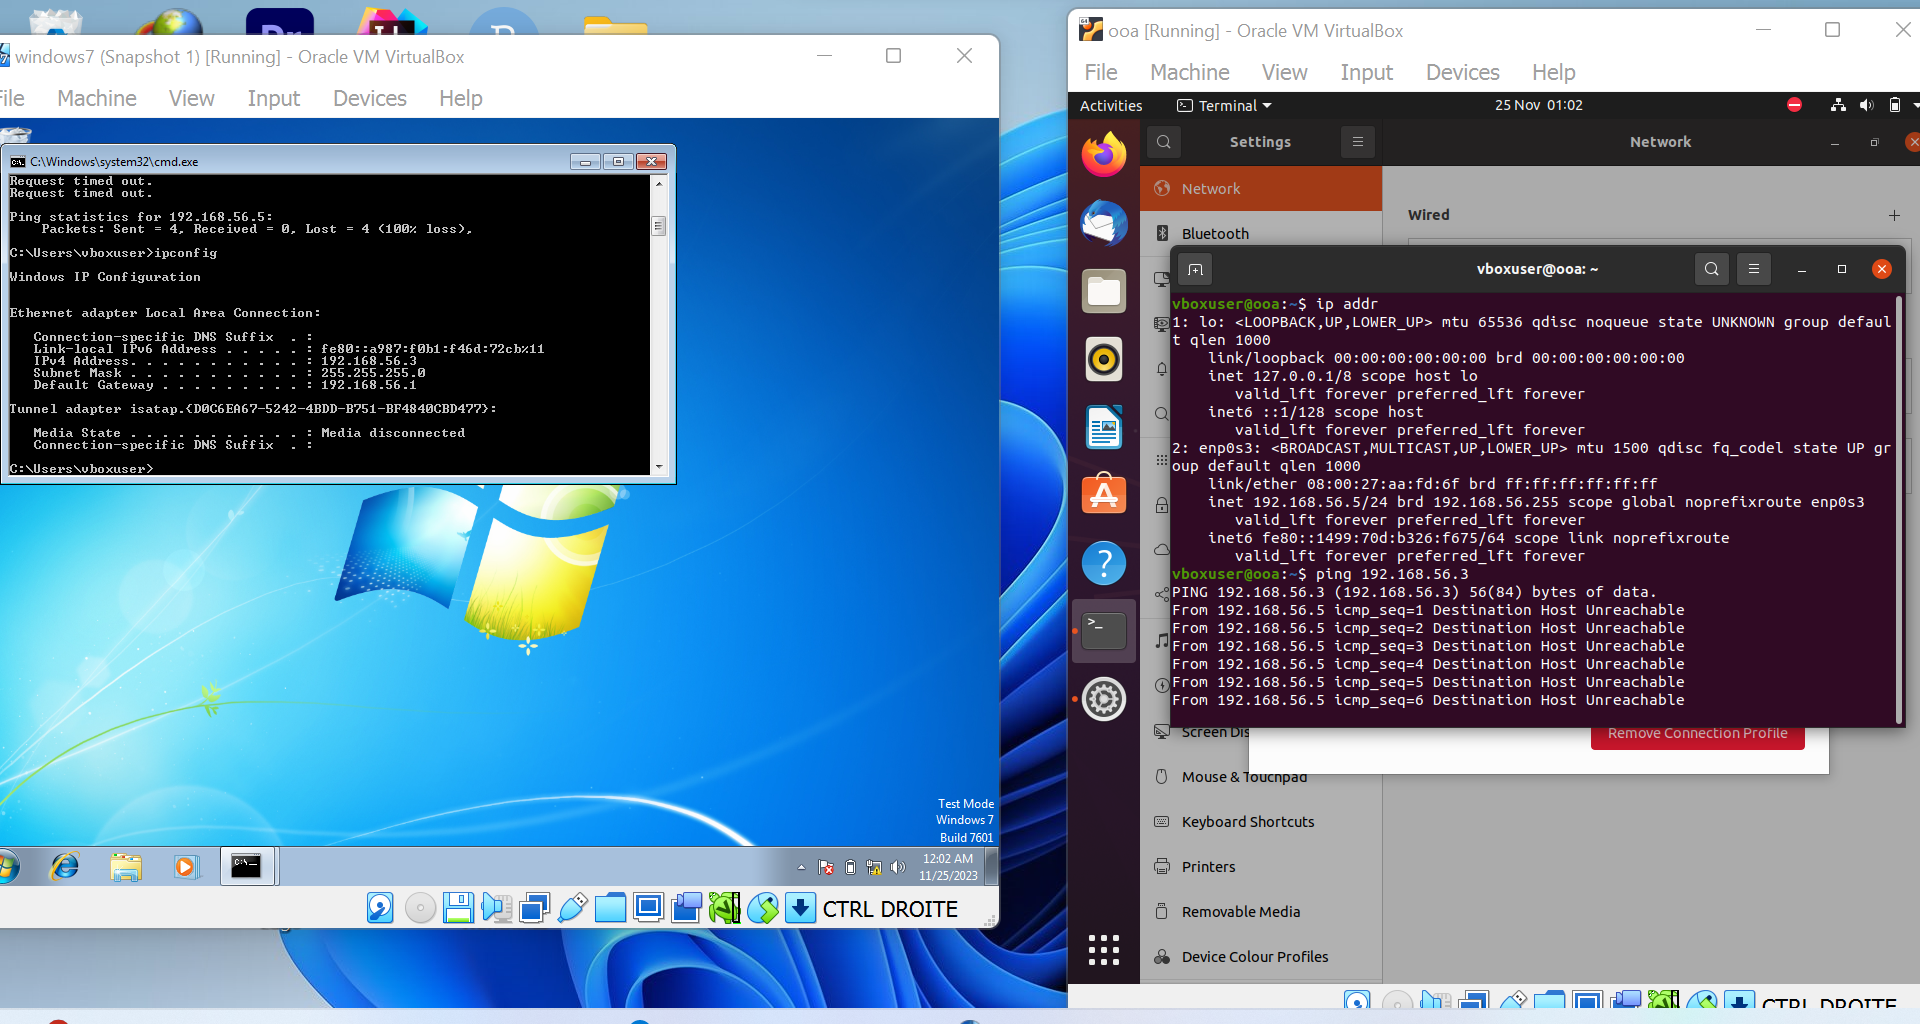 windows7 (Snapshot 1) [Running] - Oracle VM VirtualBox
File Machine View Input Devices Help
C:\Windows\system32\cmd.exe
Request timed out.
Request timed out.
Ping statistics for 192.168.56.5:
Packets: Sent = 4, Received = 0, Lost = 4 (100% loss),
C:\Users\vboxuser>ipconfig
Windows IP Configuration
Ethernet adapter Local Area Connection:
Connection-specific DNS Suffix . :
Link-local IPv6 Address . . . . . : fe80::a987:f0b1:f46d:72cb%11
IPv4 Address. . . . . . . . . . . : 192.168.56.3
Subnet Mask . . . . . . . . . . . : 255.255.255.0
Default Gateway . . . . . . . . . : 192.168.56.1
Tunnel adapter isatap.{D0C6EA67-5242-4BDD-B751-BF4840CBD477}:
Media State . . . . . . . . . . . : Media disconnected
Connection-specific DNS Suffix . :
C:\Users\vboxuser>
Test Mode
Windows 7
Build 7601
12:02 AM
11/25/2023
CTRL DROITE
ooa [Running] - Oracle VM VirtualBox
File Machine View Input Devices Help
Activities Terminal 25 Nov 01:02
Settings Network
Network
Bluetooth
Wired
vboxuser@ooa: ~
vboxuser@ooa:~$ ip addr
1: lo: <LOOPBACK,UP,LOWER_UP> mtu 65536 qdisc noqueue state UNKNOWN group defaul
t qlen 1000
link/loopback 00:00:00:00:00:00 brd 00:00:00:00:00:00
inet 127.0.0.1/8 scope host lo
valid_lft forever preferred_lft forever
inet6 ::1/128 scope host
valid_lft forever preferred_lft forever
2: enp0s3: <BROADCAST,MULTICAST,UP,LOWER_UP> mtu 1500 qdisc fq_codel state UP gr
oup default qlen 1000
link/ether 08:00:27:aa:fd:6f brd ff:ff:ff:ff:ff:ff
inet 192.168.56.5/24 brd 192.168.56.255 scope global noprefixroute enp0s3
valid_lft forever preferred_lft forever
inet6 fe80::1499:70d:b326:f675/64 scope link noprefixroute
valid_lft forever preferred_lft forever
vboxuser@ooa:~$ ping 192.168.56.3
PING 192.168.56.3 (192.168.56.3) 56(84) bytes of data.
From 192.168.56.5 icmp_seq=1 Destination Host Unreachable
From 192.168.56.5 icmp_seq=2 Destination Host Unreachable
From 192.168.56.5 icmp_seq=3 Destination Host Unreachable
From 192.168.56.5 icmp_seq=4 Destination Host Unreachable
From 192.168.56.5 icmp_seq=5 Destination Host Unreachable
From 192.168.56.5 icmp_seq=6 Destination Host Unreachable
Remove Connection Profile
Screen Dis
Mouse & Touchpad
Keyboard Shortcuts
Printers
Removable Media
Device Colour Profiles
CTRL DROITE